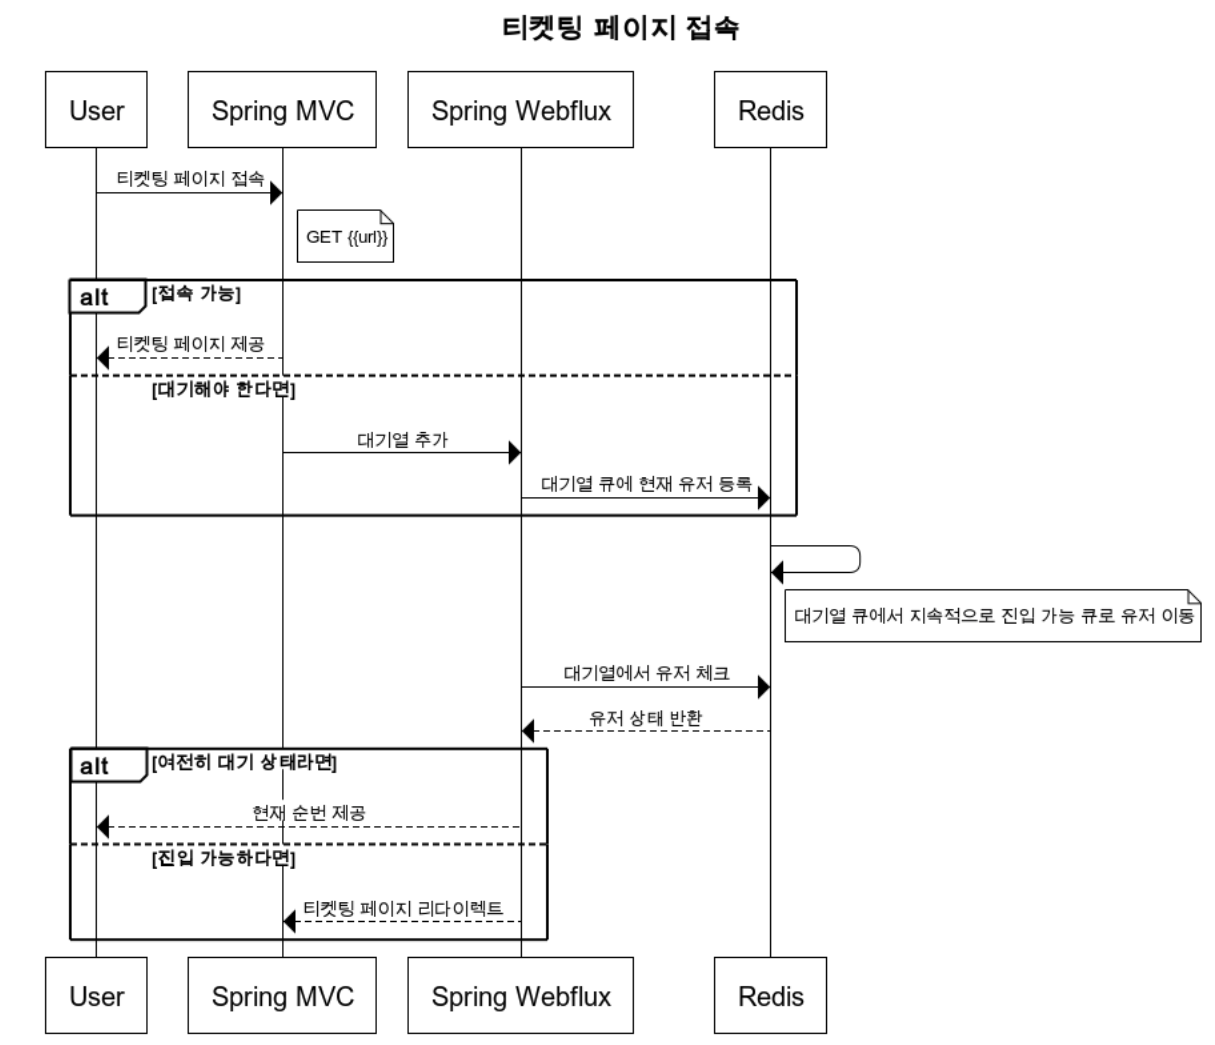 티켓팅 페이지 접속
User
Spring MVC
Spring Webflux
Redis
티켓팅 페이지 접속
GET {{url}}
alt
[접속 가능]
티켓팅 페이지 제공
[대기해야 한다면]
대기열 추가
대기열 큐에 현재 유저 등록
대기열 큐에서 지속적으로 진입 가능 큐로 유저 이동
대기열에서 유저 체크
유저 상태 반환
alt
[여전히 대기 상태라면]
현재 순번 제공
[진입 가능하다면]
티켓팅 페이지 리다이렉트
User
Spring MVC
Spring Webflux
Redis